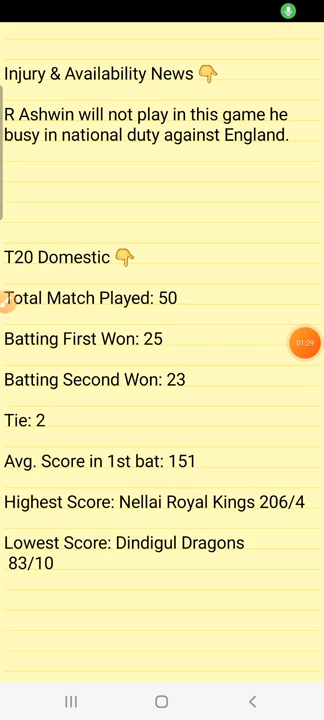 Injury & Availability News 👇
R Ashwin will not play in this game he
busy in national duty against England.
T20 Domestic 👇
Total Match Played: 50
Batting First Won: 25
01:29
Batting Second Won: 23
Tie: 2
Avg. Score in 1st bat: 151
Highest Score: Nellai Royal Kings 206/4
Lowest Score: Dindigul Dragons
83/10